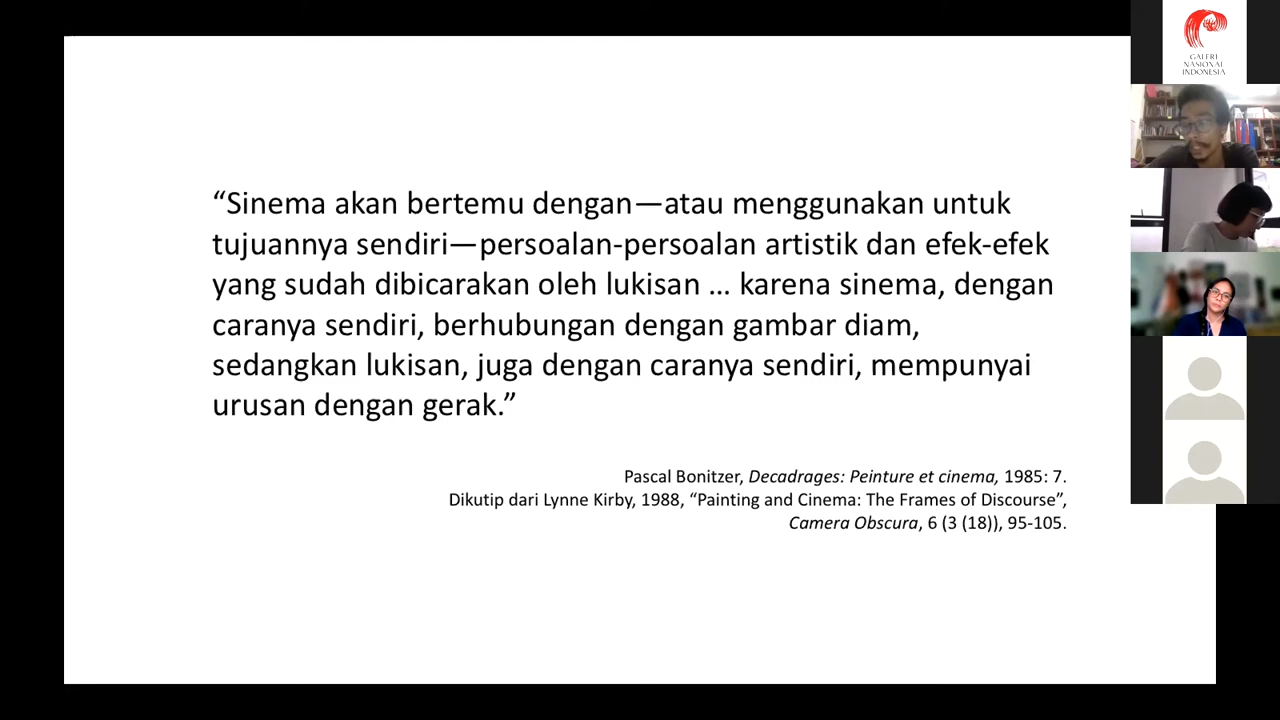 “Sinema akan bertemu dengan—atau menggunakan untuk
tujuannya sendiri—persoalan-persoalan artistik dan efek-efek
yang sudah dibicarakan oleh lukisan … karena sinema, dengan
caranya sendiri, berhubungan dengan gambar diam,
sedangkan lukisan, juga dengan caranya sendiri, mempunyai
urusan dengan gerak.”
Pascal Bonitzer, Decadrages: Peinture et cinema, 1985: 7.
Dikutip dari Lynne Kirby, 1988, “Painting and Cinema: The Frames of Discourse”,
Camera Obscura, 6 (3 (18)), 95-105.
GALERI
NASIONAL
INDONESIA